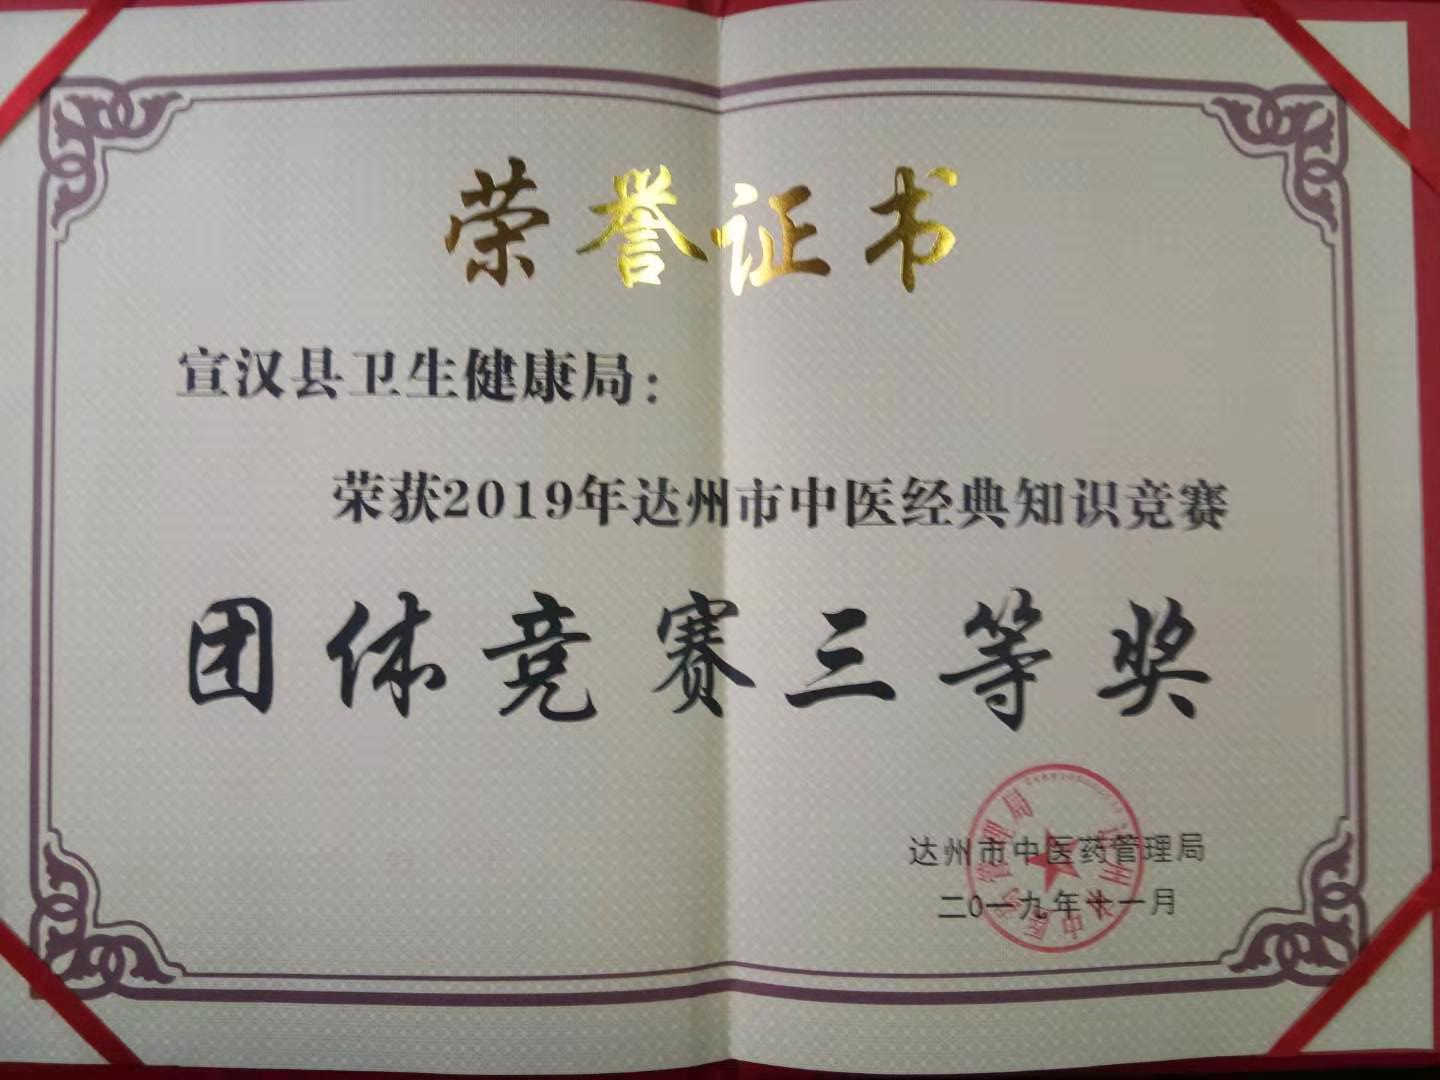 荣誉证书
宣汉县卫生健康局：
荣获2019年达州市中医经典知识竞赛
团体竞赛三等奖
达州市中医药管理局
二0一九年十一月